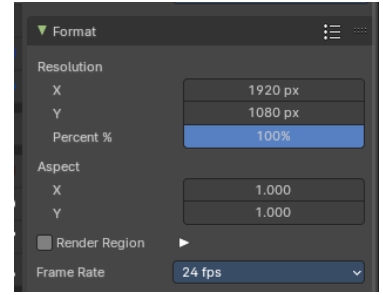 Format
Resolution
X 1920 px
Y 1080 px
Percent % 100%
Aspect
X 1.000
Y 1.000
Render Region
Frame Rate 24 fps